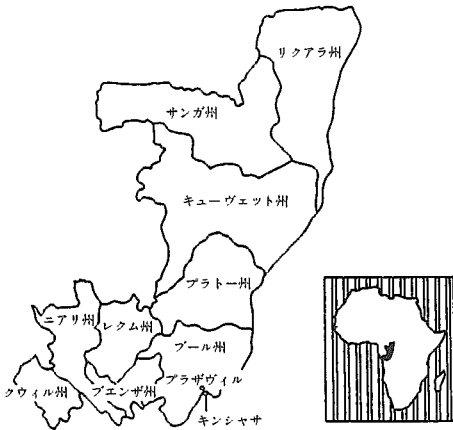 リクアラ州
サンガ州
キューヴェット州
プラトー州
ニアリ州
レクム州
プール州
クウィル州
ブエンザ州
ブラザヴィル
キンシャサ